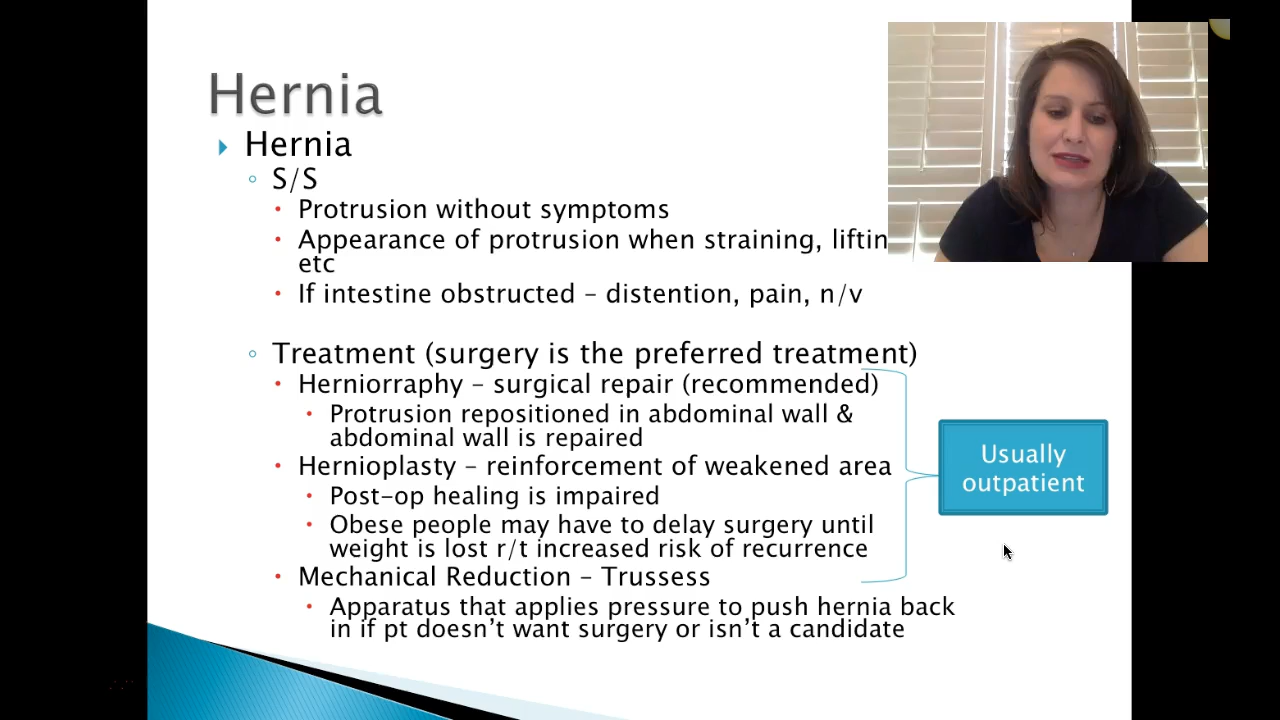 Hernia
Hernia
S/S
Protrusion without symptoms
Appearance of protrusion when straining, liftin
etc
If intestine obstructed – distention, pain, n/v
Treatment (surgery is the preferred treatment)
Herniorraphy – surgical repair (recommended)
Protrusion repositioned in abdominal wall &
abdominal wall is repaired
Hernioplasty – reinforcement of weakened area
Post-op healing is impaired
Obese people may have to delay surgery until
weight is lost r/t increased risk of recurrence
Mechanical Reduction – Trussess
Apparatus that applies pressure to push hernia back
in if pt doesn't want surgery or isn't a candidate
Usually
outpatient